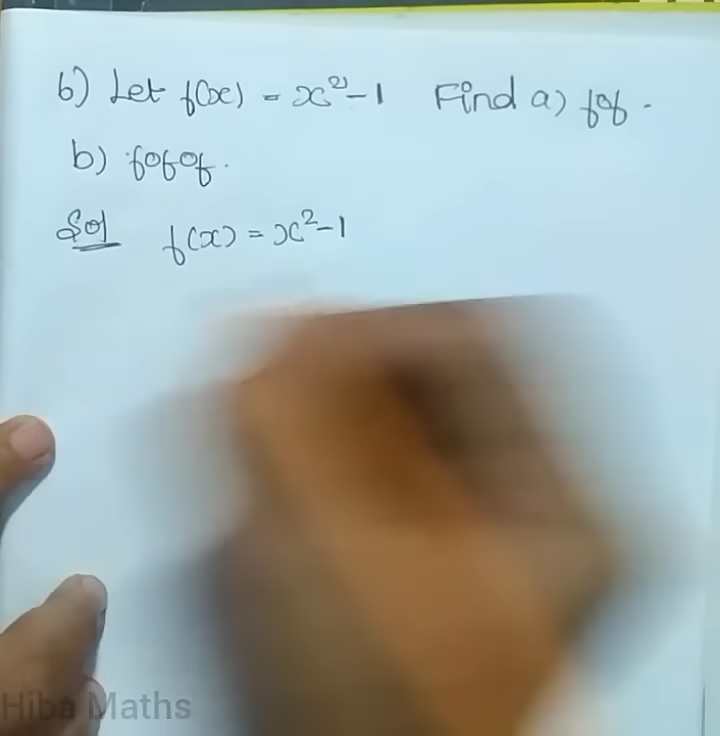 6) Let f(x) = x²-1 Find a) fof.
b) fofof.
Sol f(x) = x²-1
Hiba Maths